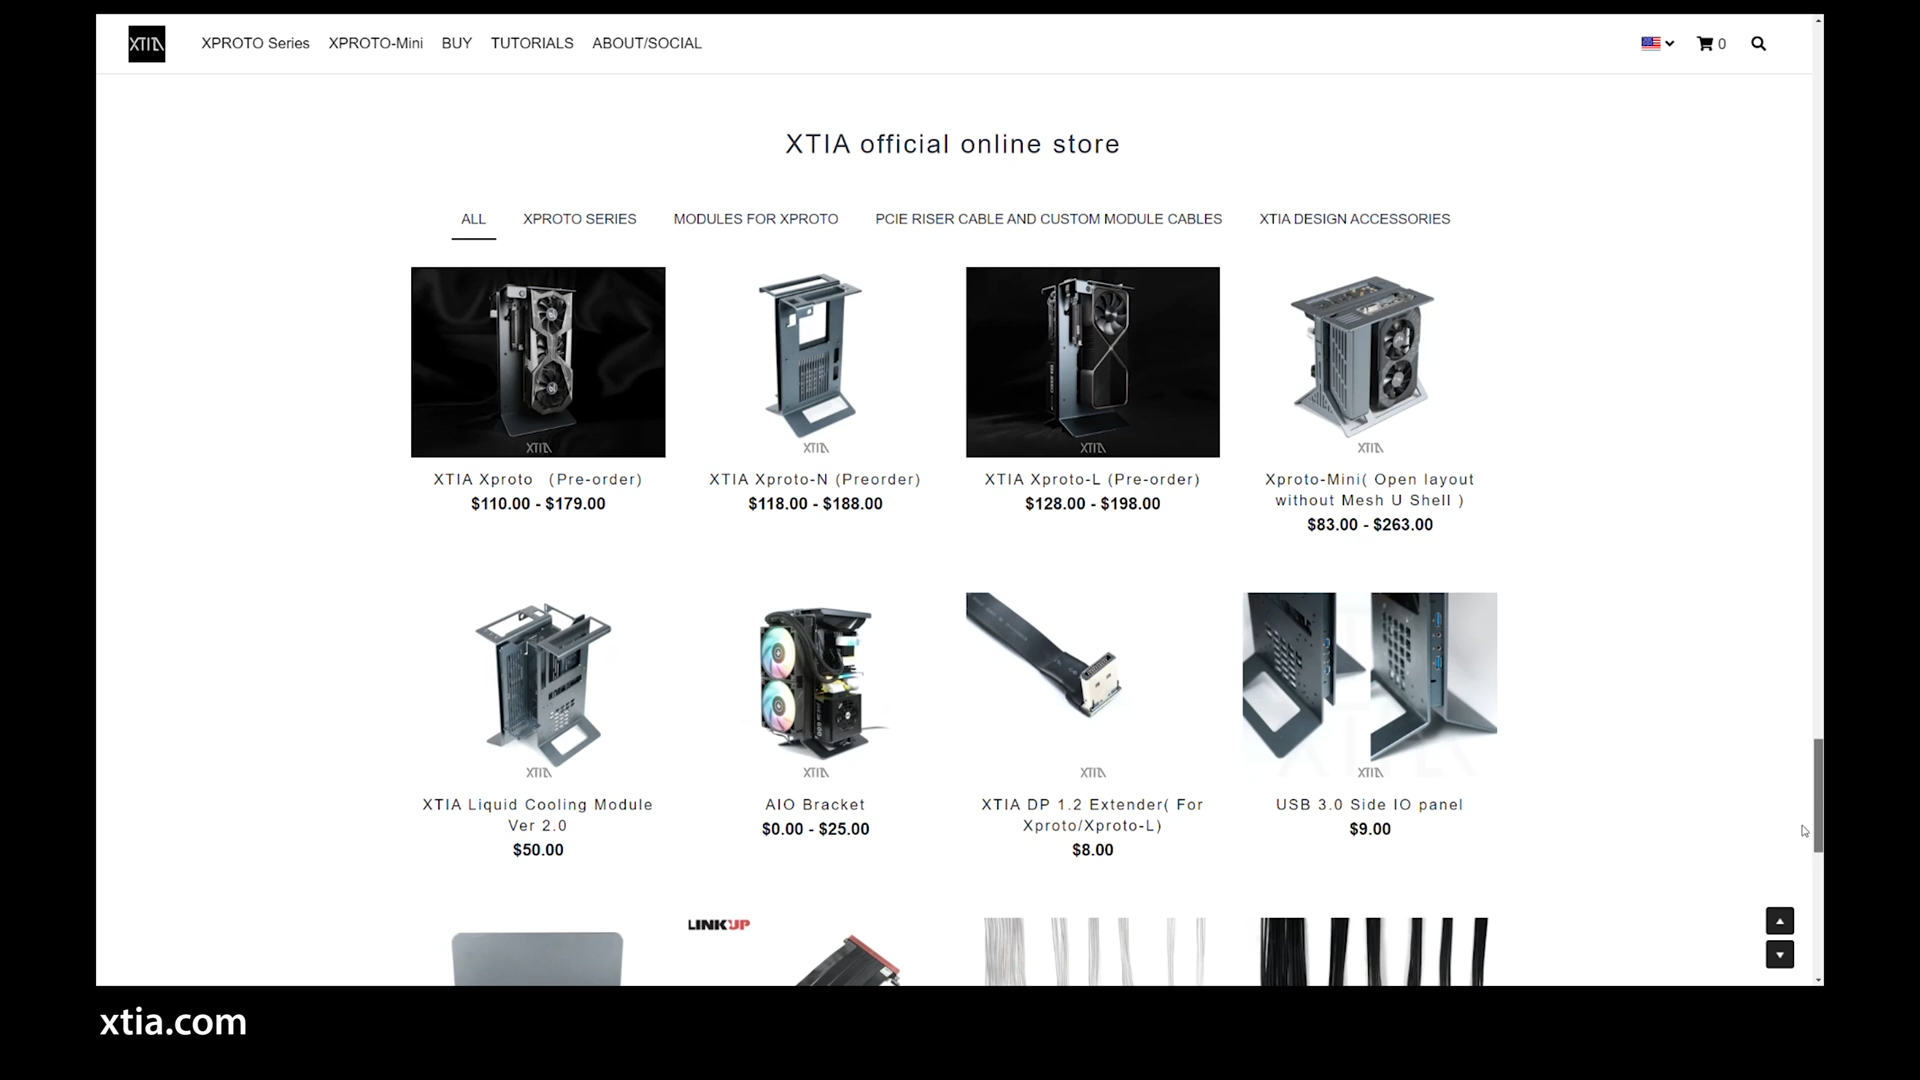 XTIA XPROTO Series XPROTO-Mini BUY TUTORIALS ABOUT/SOCIAL 0
XTIA official online store
ALL XPROTO SERIES MODULES FOR XPROTO PCIE RISER CABLE AND CUSTOM MODULE CABLES XTIA DESIGN ACCESSORIES
XTIA XTIA XTIA XTIA
XTIA Xproto (Pre-order)
$110.00 - $179.00
XTIA Xproto-N (Preorder)
$118.00 - $188.00
XTIA Xproto-L (Pre-order)
$128.00 - $198.00
Xproto-Mini( Open layout
without Mesh U Shell )
$83.00 - $263.00
XTIA XTIA XTIA XTIA
XTIA Liquid Cooling Module
Ver 2.0
$50.00
AIO Bracket
$0.00 - $25.00
XTIA DP 1.2 Extender( For
Xproto/Xproto-L)
$8.00
USB 3.0 Side IO panel
$9.00
LINKUP
xtia.com